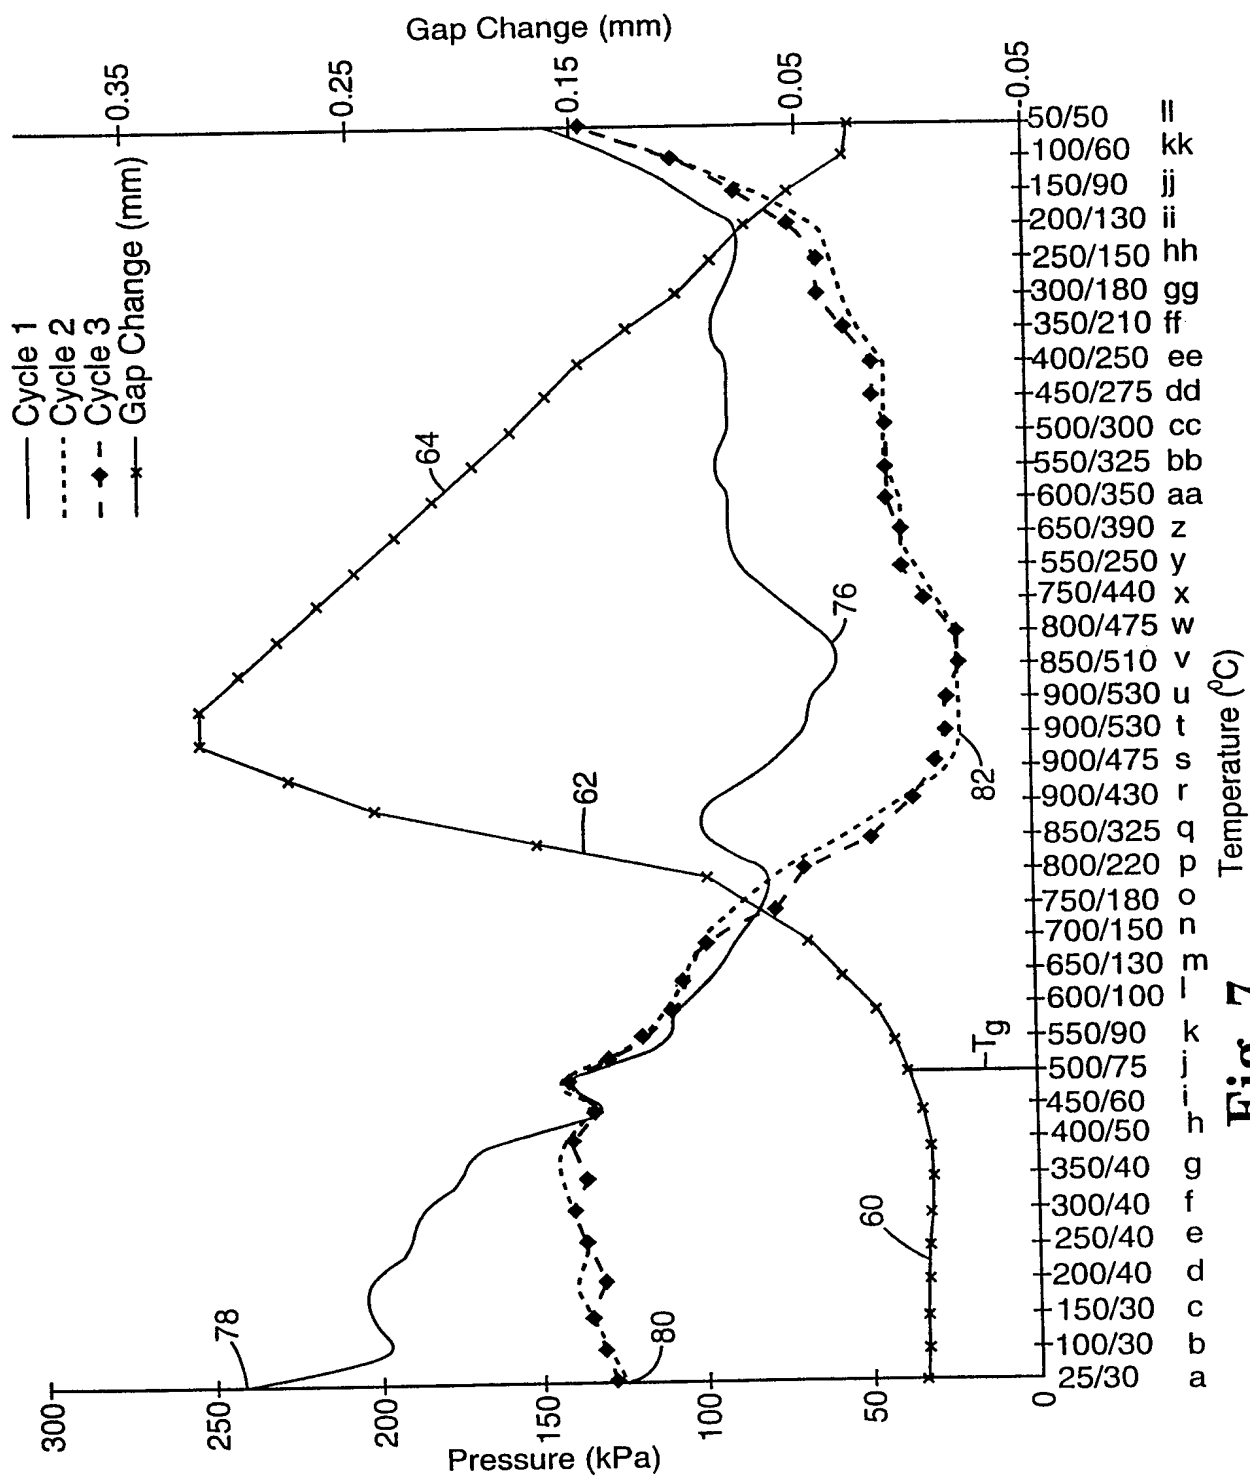 Cycle 1
Cycle 2
Cycle 3
Gap Change (mm)
Pressure (kPa)
300
250
200
150
100
50
0
Gap Change (mm)
0.35
0.25
0.15
0.05
-0.05
78
80
60
62
64
76
82
Tg
25/30 a
100/30 b
150/30 c
200/40 d
250/40 e
300/40 f
350/40 g
400/50 h
450/60 i
500/75 j
550/90 k
600/100 l
650/130 m
700/150 n
750/180 o
800/220 p
850/325 q
900/430 r
900/475 s
900/530 t
900/530 u
850/510 v
800/475 w
750/440 x
550/250 y
650/390 z
600/350 aa
550/325 bb
500/300 cc
450/275 dd
400/250 ee
350/210 ff
300/180 gg
250/150 hh
200/130 ii
150/90 jj
100/60 kk
50/50 ll
Temperature (⁰C)
Fig. 7